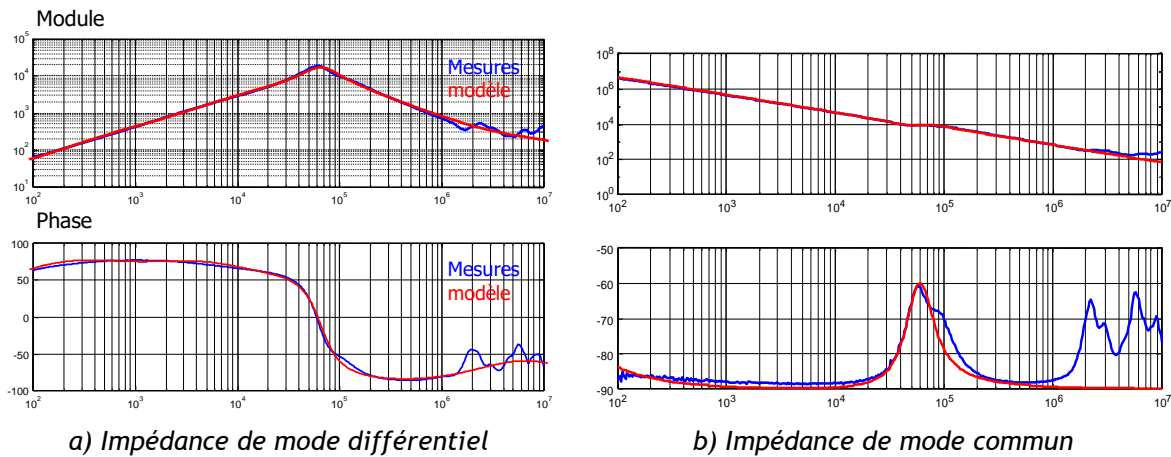 Module
10^5
10^4
10^3
10^2
10^1
10^2 10^3 10^4 10^5 10^6 10^7
Mesures
modèle
10^8
10^6
10^4
10^2
10^0
10^2 10^3 10^4 10^5 10^6 10^7
Phase
100
50
0
-50
-100
10^2 10^3 10^4 10^5 10^6 10^7
Mesures
modèle
-50
-60
-70
-80
-90
10^2 10^3 10^4 10^5 10^6 10^7
a) Impédance de mode différentiel
b) Impédance de mode commun